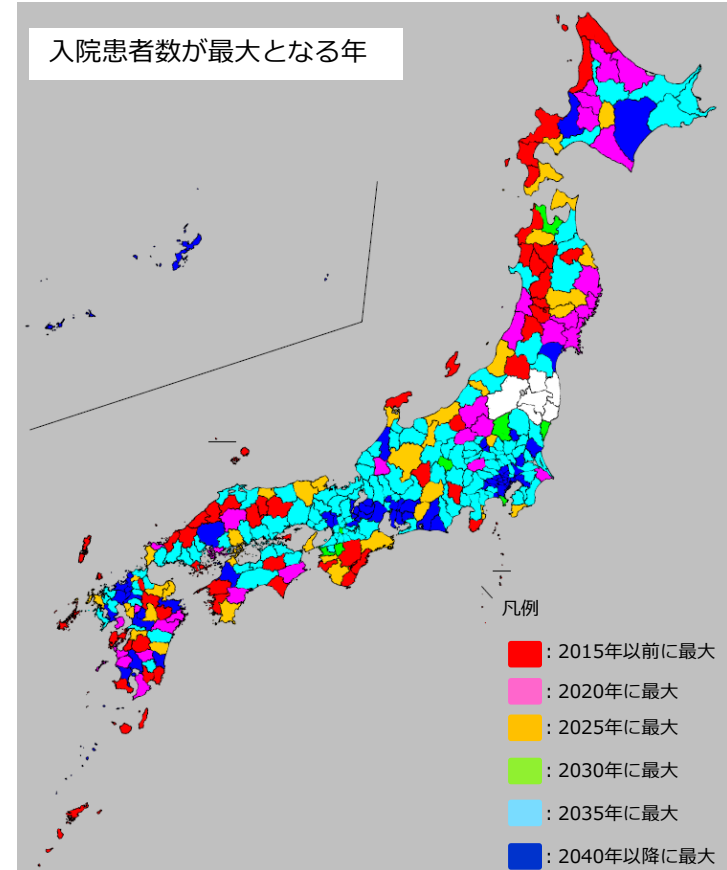 入院患者数が最大となる年
凡例
：2015年以前に最大
：2020年に最大
：2025年に最大
：2030年に最大
：2035年に最大
：2040年以降に最大